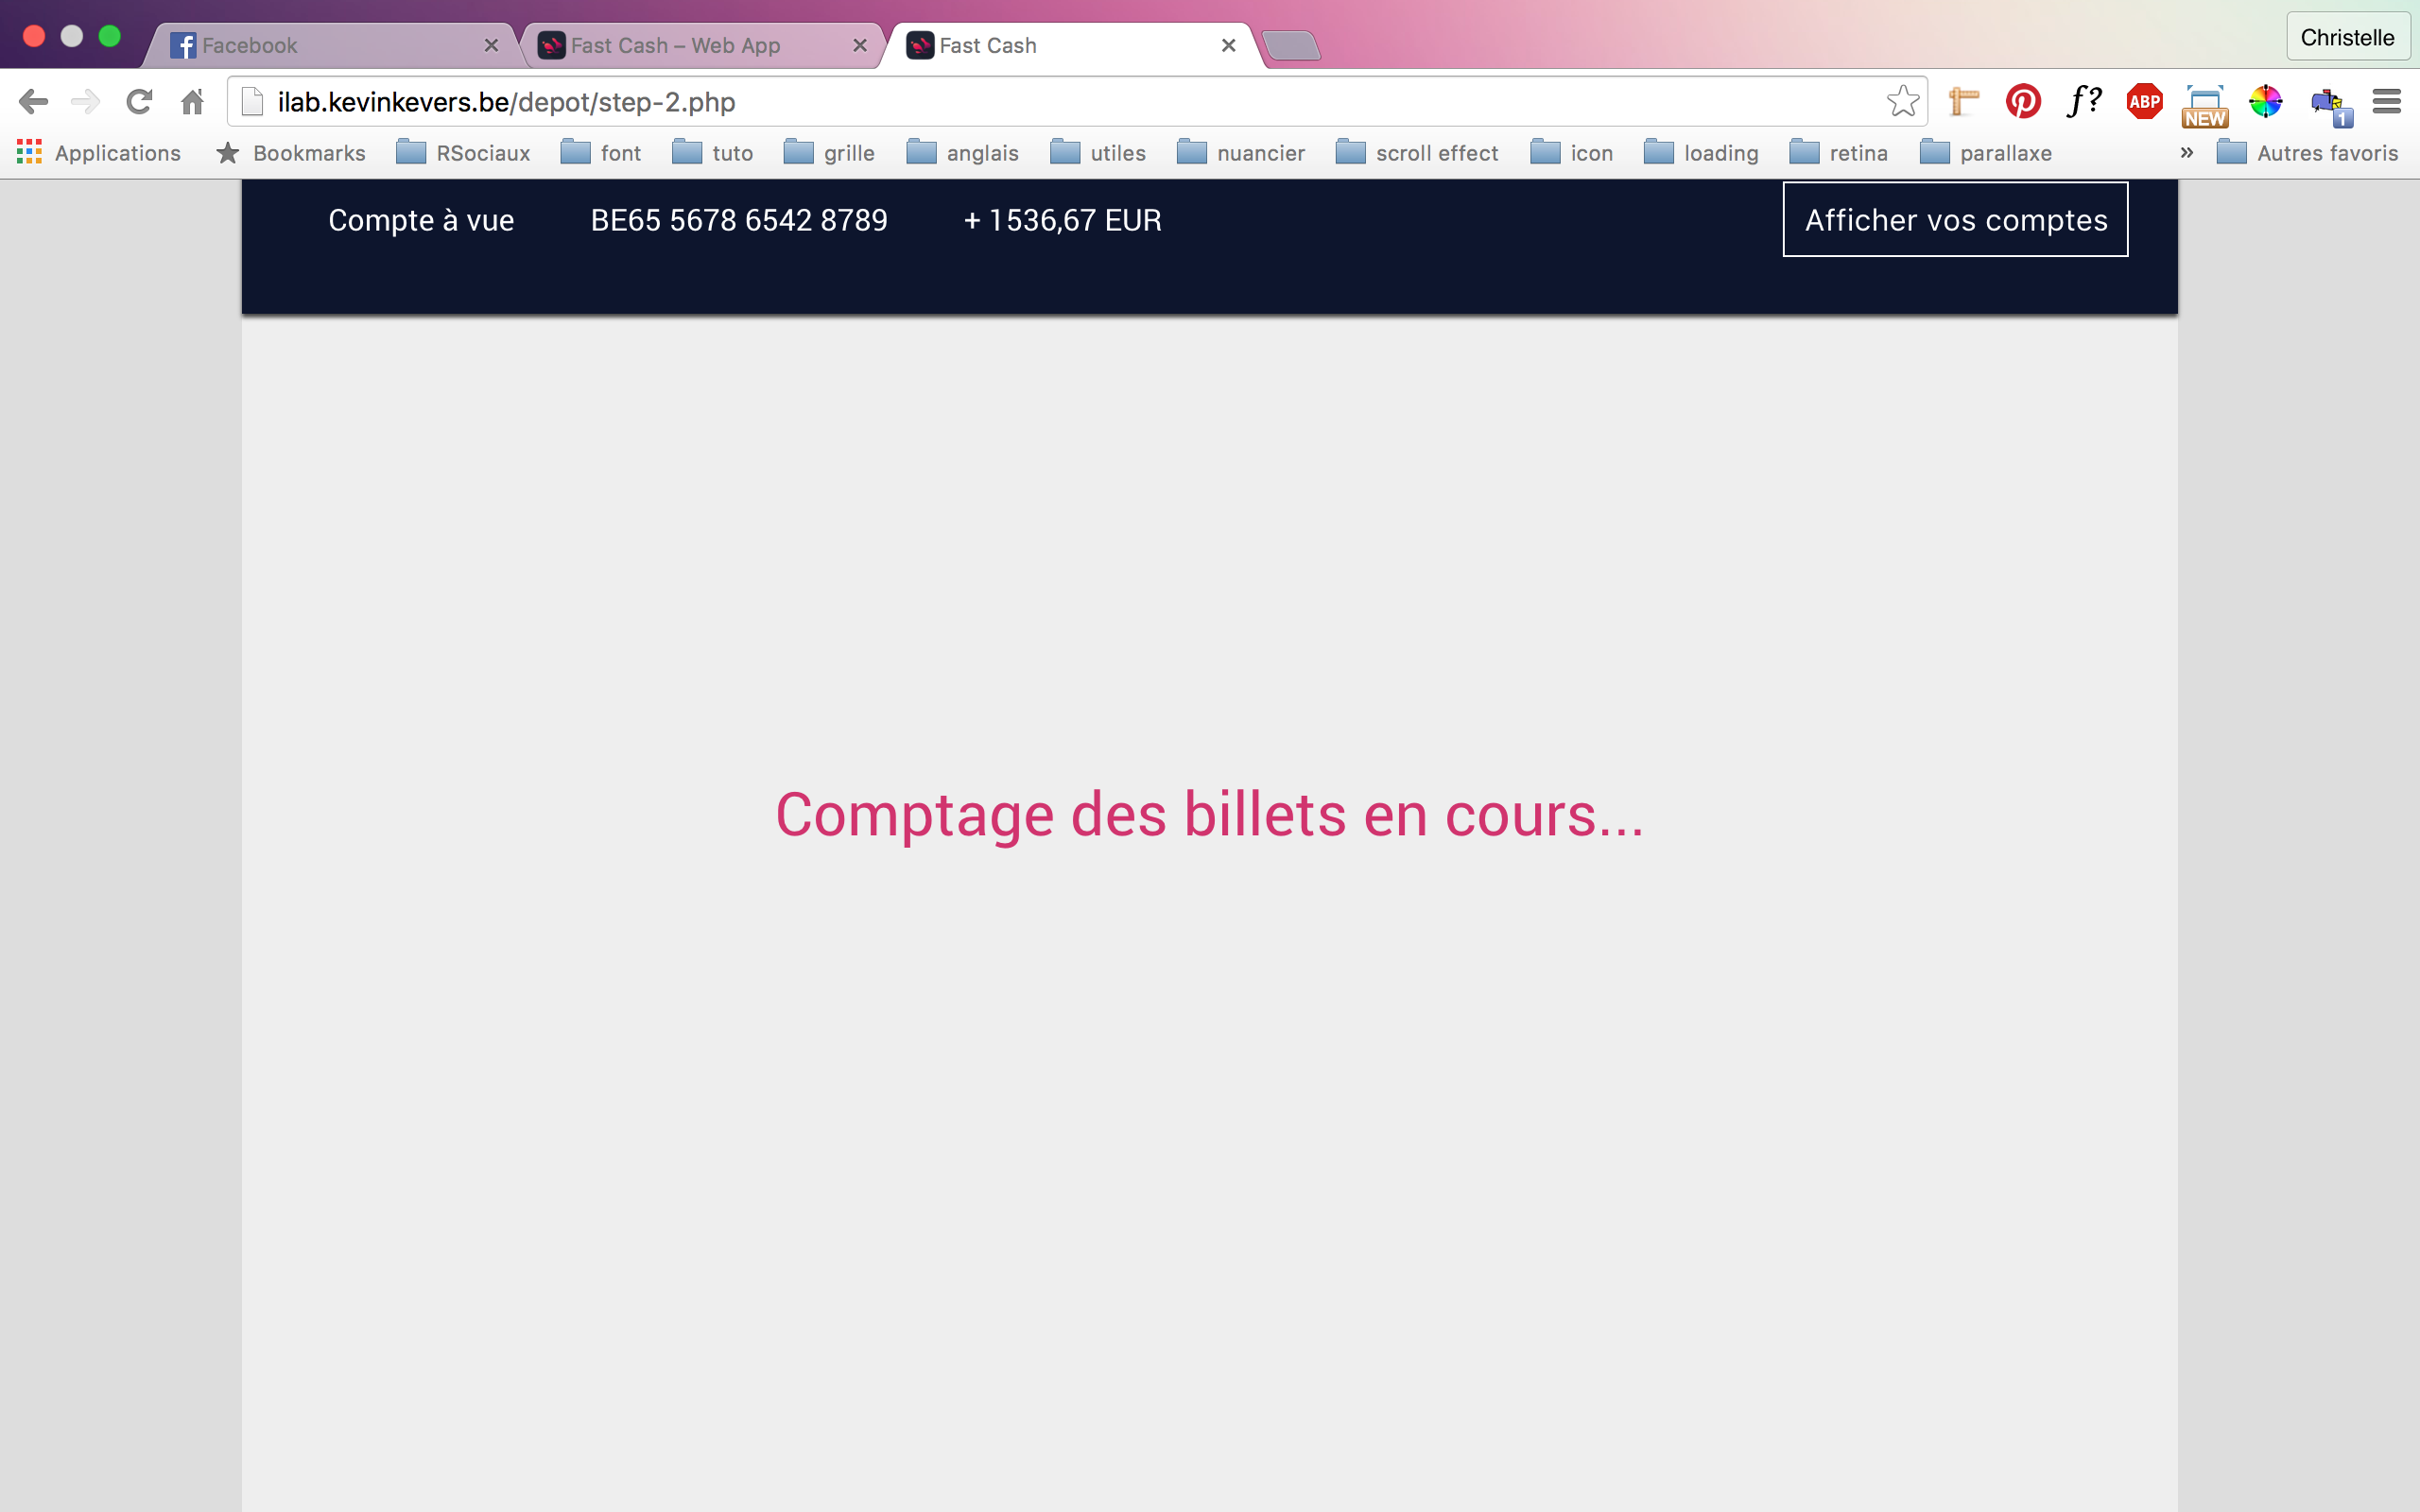 Facebook
Fast Cash – Web App
Fast Cash
Christelle
ilab.kevinkevers.be/depot/step-2.php
f?
ABP
NEW
1
Applications
Bookmarks
RSociaux
font
tuto
grille
anglais
utiles
nuancier
scroll effect
icon
loading
retina
parallaxe
»
Autres favoris
Compte à vue
BE65 5678 6542 8789
+ 1536,67 EUR
Afficher vos comptes
Comptage des billets en cours...